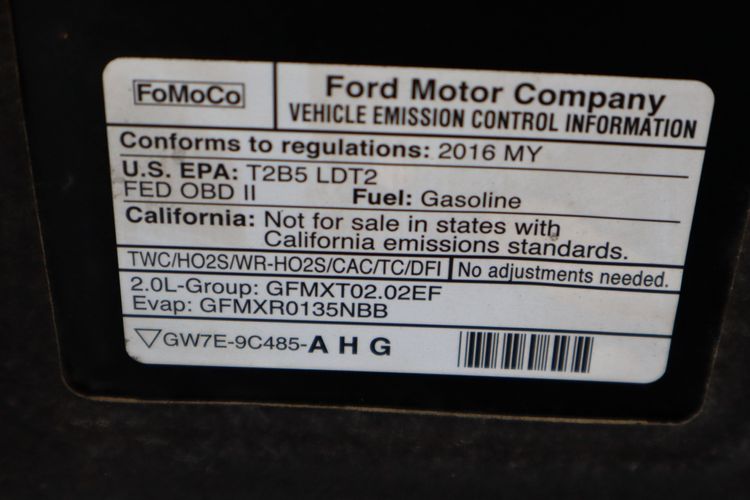 FoMoCo
Ford Motor Company
VEHICLE EMISSION CONTROL INFORMATION
Conforms to regulations: 2016 MY
U.S. EPA: T2B5 LDT2
FED OBD II Fuel: Gasoline
California: Not for sale in states with
California emissions standards.
TWC/HO2S/WR-HO2S/CAC/TC/DFI No adjustments needed.
2.0L-Group: GFMXT02.02EF
Evap: GFMXR0135NBB
▽GW7E-9C485-A H G